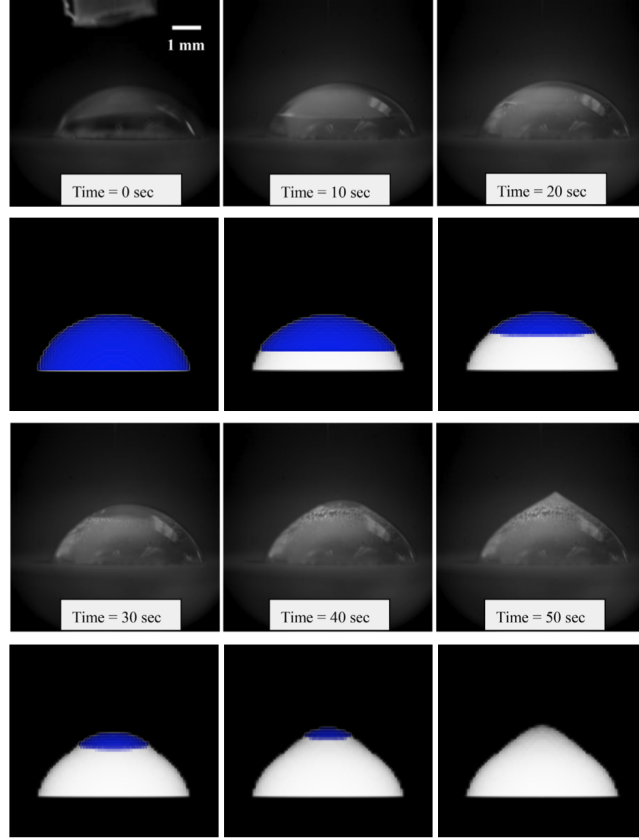 1 mm
Time = 0 sec
Time = 10 sec
Time = 20 sec
Time = 30 sec
Time = 40 sec
Time = 50 sec